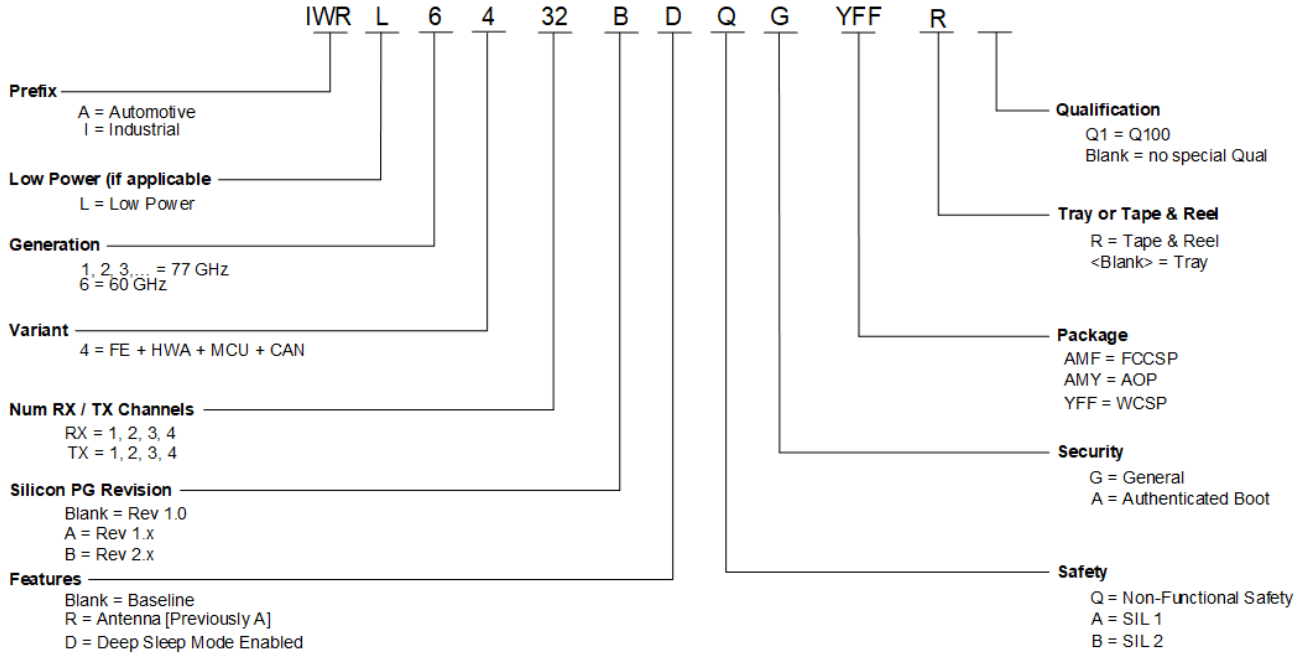 IWR L 6 4 32 B D Q G YFF R
Prefix
A = Automotive
I = Industrial
Low Power (if applicable
L = Low Power
Generation
1, 2, 3,... = 77 GHz
6 = 60 GHz
Variant
4 = FE + HWA + MCU + CAN
Num RX / TX Channels
RX = 1, 2, 3, 4
TX = 1, 2, 3, 4
Silicon PG Revision
Blank = Rev 1.0
A = Rev 1.x
B = Rev 2.x
Features
Blank = Baseline
R = Antenna [Previously A]
D = Deep Sleep Mode Enabled
Qualification
Q1 = Q100
Blank = no special Qual
Tray or Tape & Reel
R = Tape & Reel
<Blank> = Tray
Package
AMF = FCCSP
AMY = AOP
YFF = WCSP
Security
G = General
A = Authenticated Boot
Safety
Q = Non-Functional Safety
A = SIL 1
B = SIL 2